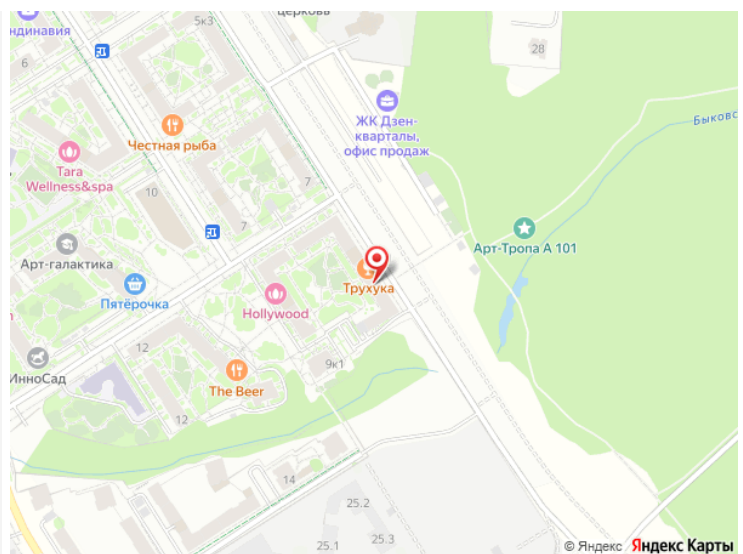 5к3
церковь
ндинавия
6
28
ЖК Дзен-
кварталы,
офис продаж
Быковс
Честная рыба
Tara
Wellness&spa
10
7
7
Арт-галактика
Арт-Тропа А 101
Пятёрочка
Трухука
Hollywood
12
9к1
ИнноСад
The Beer
12
14
25.2
25.1
25.3
© Яндекс Яндекс Карты